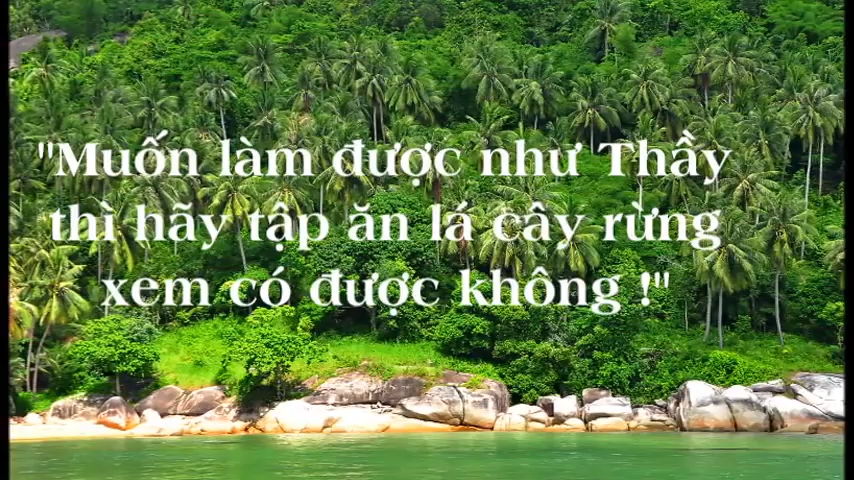 "Muốn làm được như Thầy
thì hãy tập ăn lá cây rừng
xem có được không !"